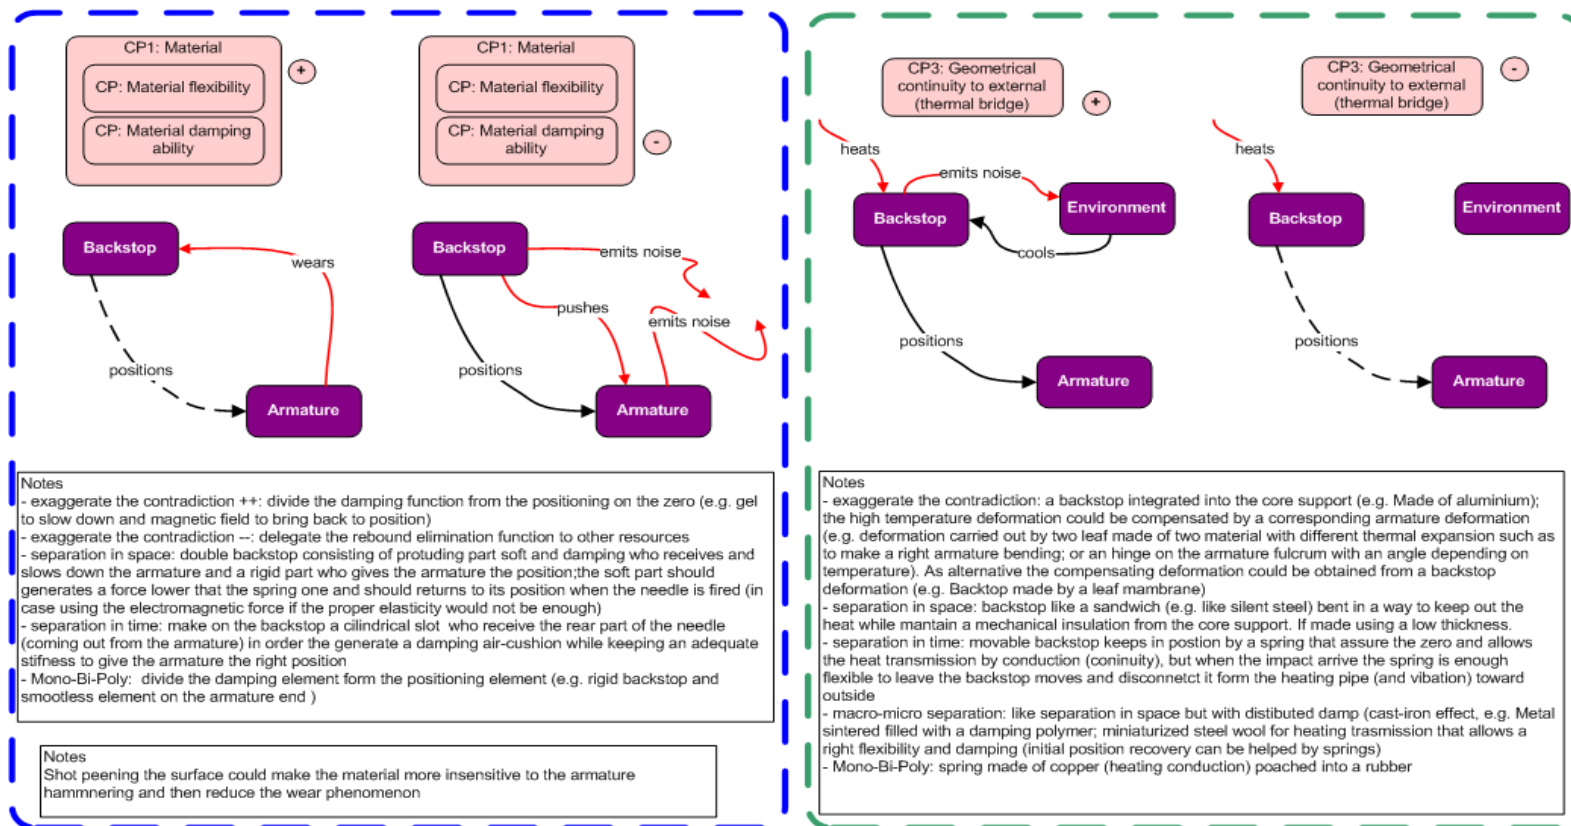 CP1: Material
CP: Material flexibility
CP: Material damping
ability
+
CP1: Material
CP: Material flexibility
CP: Material damping
ability
-
Backstop
wears
positions
Armature
Backstop
emits noise
pushes
emits noise
positions
Armature
Notes
- exaggerate the contradiction ++: divide the damping function from the positioning on the zero (e.g. gel
to slow down and magnetic field to bring back to position)
- exaggerate the contradiction --: delegate the rebound elimination function to other resources
- separation in space: double backstop consisting of protuding part soft and damping who receives and
slows down the armature and a rigid part who gives the armature the position;the soft part should
generates a force lower that the spring one and should returns to its position when the needle is fired (in
case using the electromagnetic force if the proper elasticity would not be enough)
- separation in time: make on the backstop a cilindrical slot who receive the rear part of the needle
(coming out from the armature) in order the generate a damping air-cushion while keeping an adequate
stifness to give the armature the right position
- Mono-Bi-Poly: divide the damping element form the positioning element (e.g. rigid backstop and
smootless element on the armature end )
Notes
Shot peening the surface could make the material more insensitive to the armature
hammnering and then reduce the wear phenomenon
CP3: Geometrical
continuity to external
(thermal bridge)
+
CP3: Geometrical
continuity to external
(thermal bridge)
-
heats
emits noise
Backstop
Environment
cools
positions
Armature
heats
Backstop
Environment
positions
Armature
Notes
- exaggerate the contradiction: a backstop integrated into the core support (e.g. Made of aluminium);
the high temperature deformation could be compensated by a corresponding armature deformation
(e.g. deformation carried out by two leaf made of two material with different thermal expansion such as
to make a right armature bending; or an hinge on the armature fulcrum with an angle depending on
temperature). As alternative the compensating deformation could be obtained from a backstop
deformation (e.g. Backtop made by a leaf mambrane)
- separation in space: backstop like a sandwich (e.g. like silent steel) bent in a way to keep out the
heat while mantain a mechanical insulation from the core support. If made using a low thickness.
- separation in time: movable backstop keeps in postion by a spring that assure the zero and allows
the heat transmission by conduction (coninuity), but when the impact arrive the spring is enough
flexible to leave the backstop moves and disconnetct it form the heating pipe (and vibation) toward
outside
- macro-micro separation: like separation in space but with distibuted damp (cast-iron effect, e.g. Metal
sintered filled with a damping polymer; miniaturized steel wool for heating trasmission that allows a
right flexibility and damping (initial position recovery can be helped by springs)
- Mono-Bi-Poly: spring made of copper (heating conduction) poached into a rubber